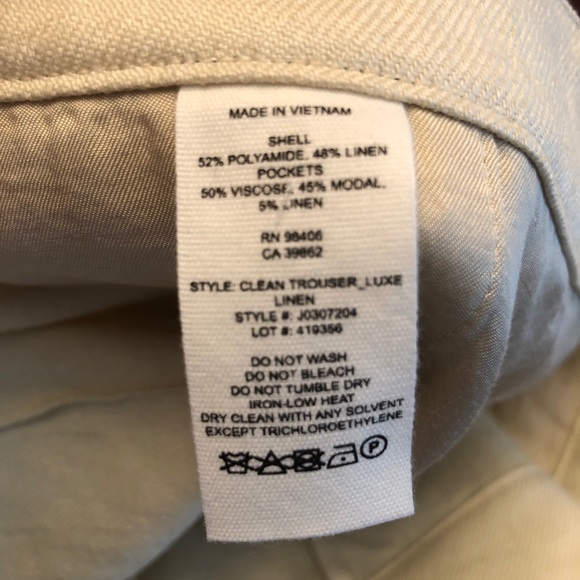 MADE IN VIETNAM
SHELL
52% POLYAMIDE, 48% LINEN
POCKETS
50% VISCOSE, 45% MODAL,
5% LINEN
RN 98406
CA 39862
STYLE: CLEAN TROUSER_LUXE
LINEN
STYLE #: J0307204
LOT #: 419356
DO NOT WASH
DO NOT BLEACH
DO NOT TUMBLE DRY
IRON-LOW HEAT
DRY CLEAN WITH ANY SOLVENT
EXCEPT TRICHLOROETHYLENE
P